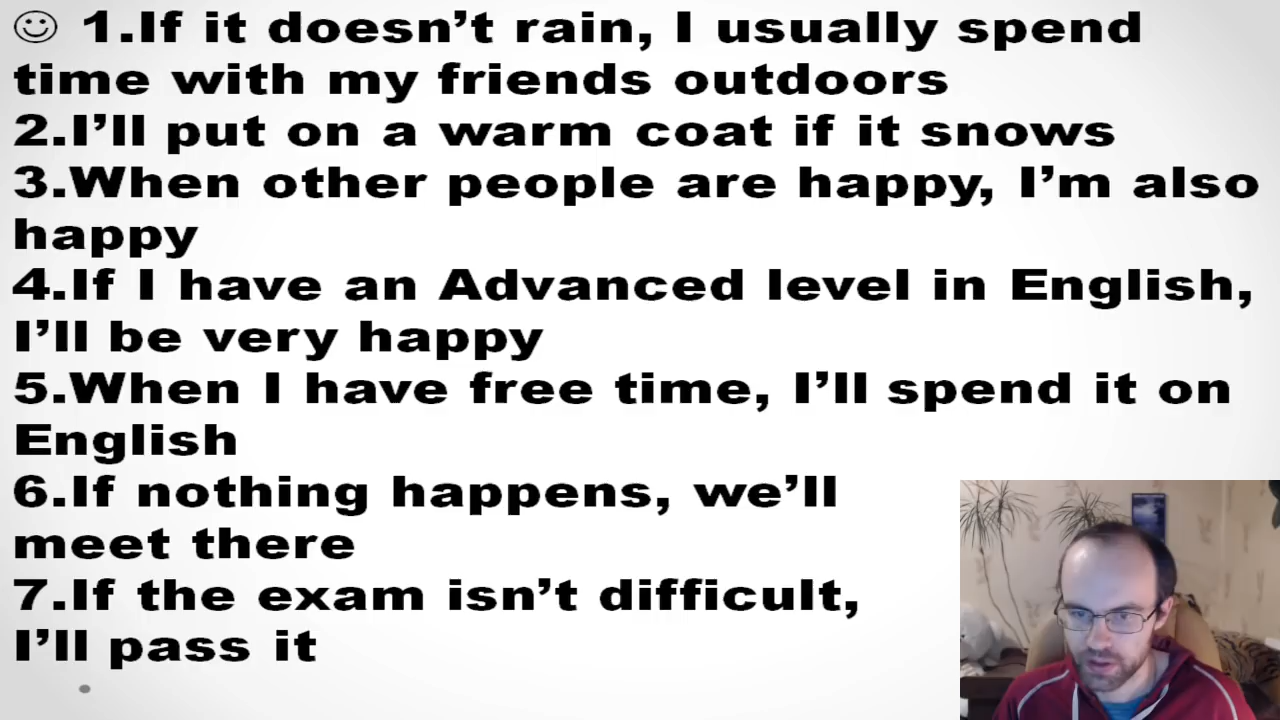 ☺ 1.If it doesn’t rain, I usually spend
time with my friends outdoors
2.I’ll put on a warm coat if it snows
3.When other people are happy, I’m also
happy
4.If I have an Advanced level in English,
I’ll be very happy
5.When I have free time, I’ll spend it on
English
6.If nothing happens, we’ll
meet there
7.If the exam isn’t difficult,
I’ll pass it